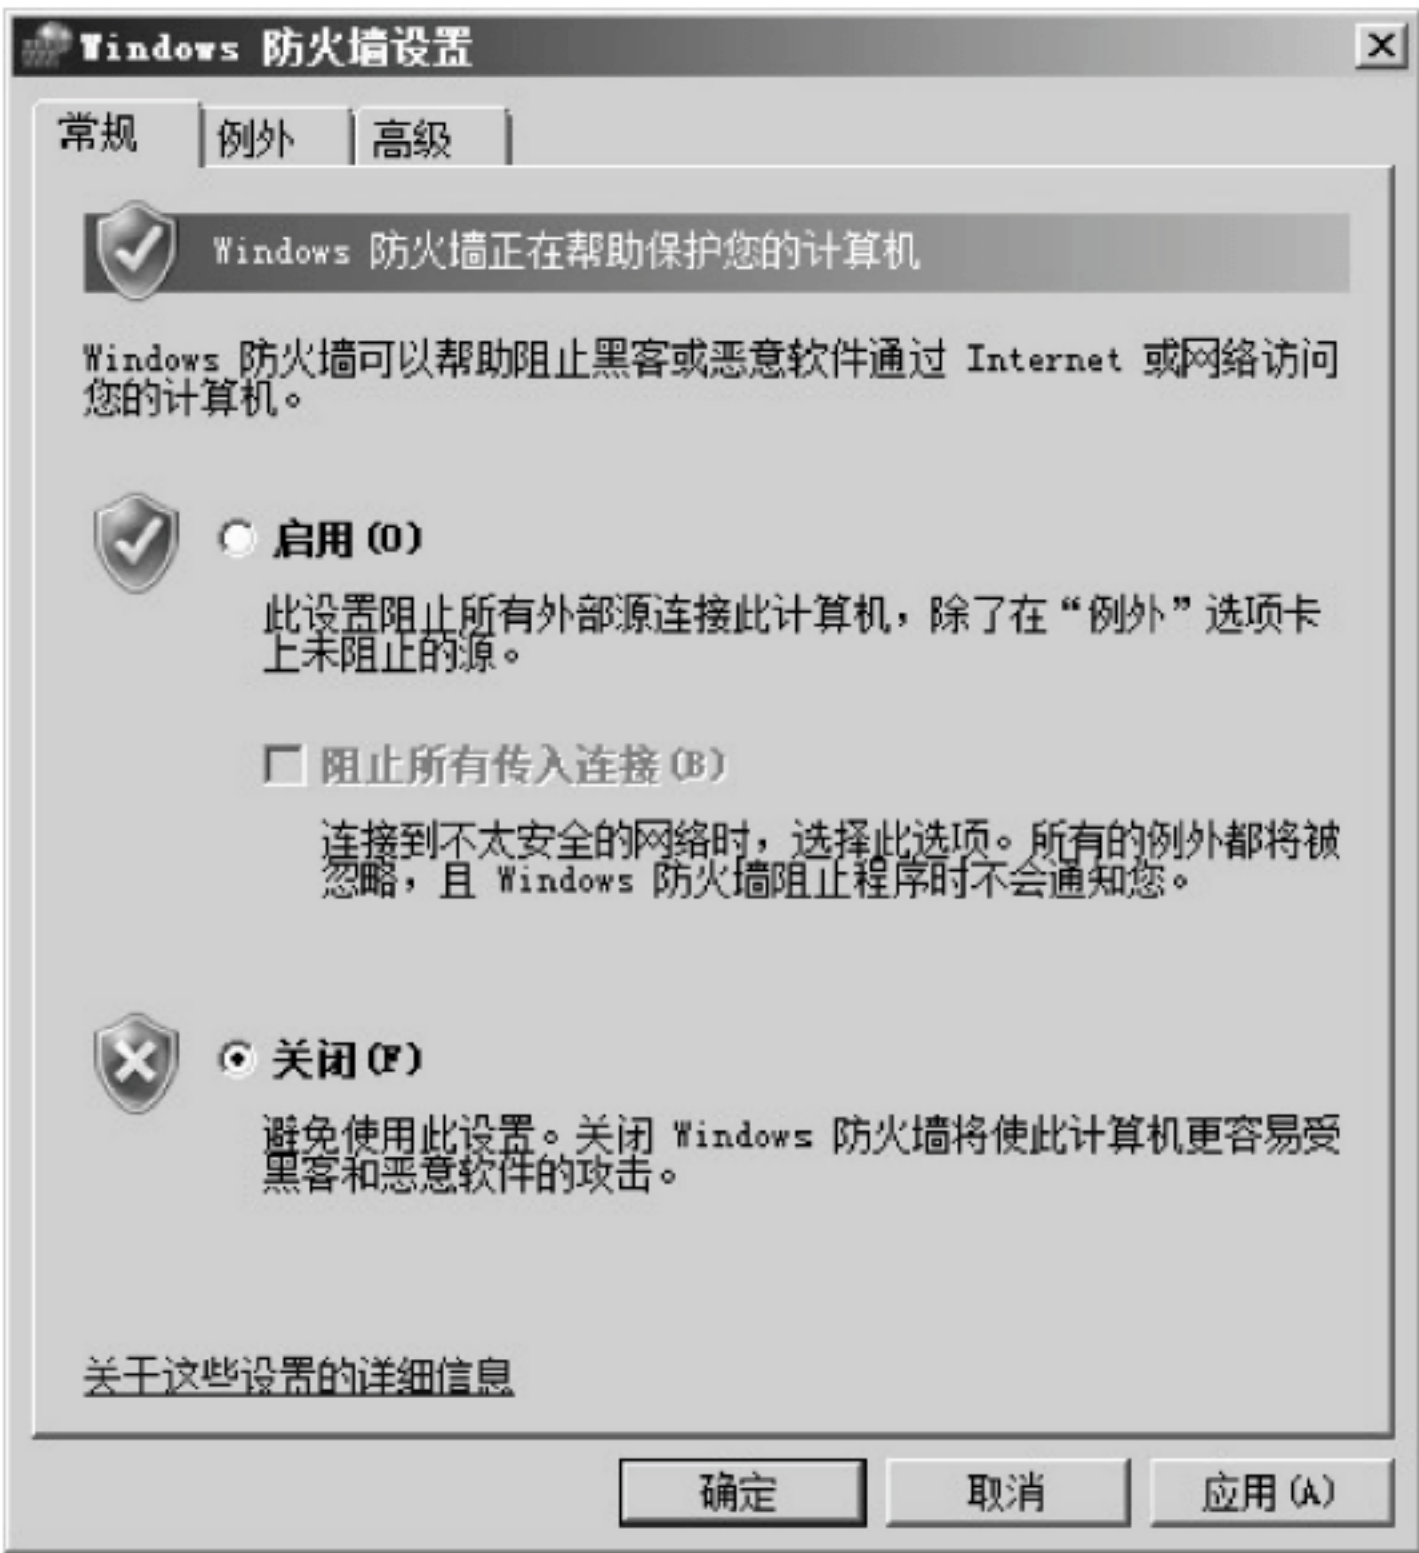 Windows 防火墙设置
常规 例外 高级
Windows 防火墙正在帮助保护您的计算机
Windows 防火墙可以帮助阻止黑客或恶意软件通过 Internet 或网络访问
您的计算机。
启用(O)
此设置阻止所有外部源连接此计算机，除了在“例外”选项卡
上未阻止的源。
阻止所有传入连接(B)
连接到不太安全的网络时，选择此选项。所有的例外都将被
忽略，且 Windows 防火墙阻止程序时不会通知您。
关闭(F)
避免使用此设置。关闭 Windows 防火墙将使此计算机更容易受
黑客和恶意软件的攻击。
关于这些设置的详细信息
确定 取消 应用(A)